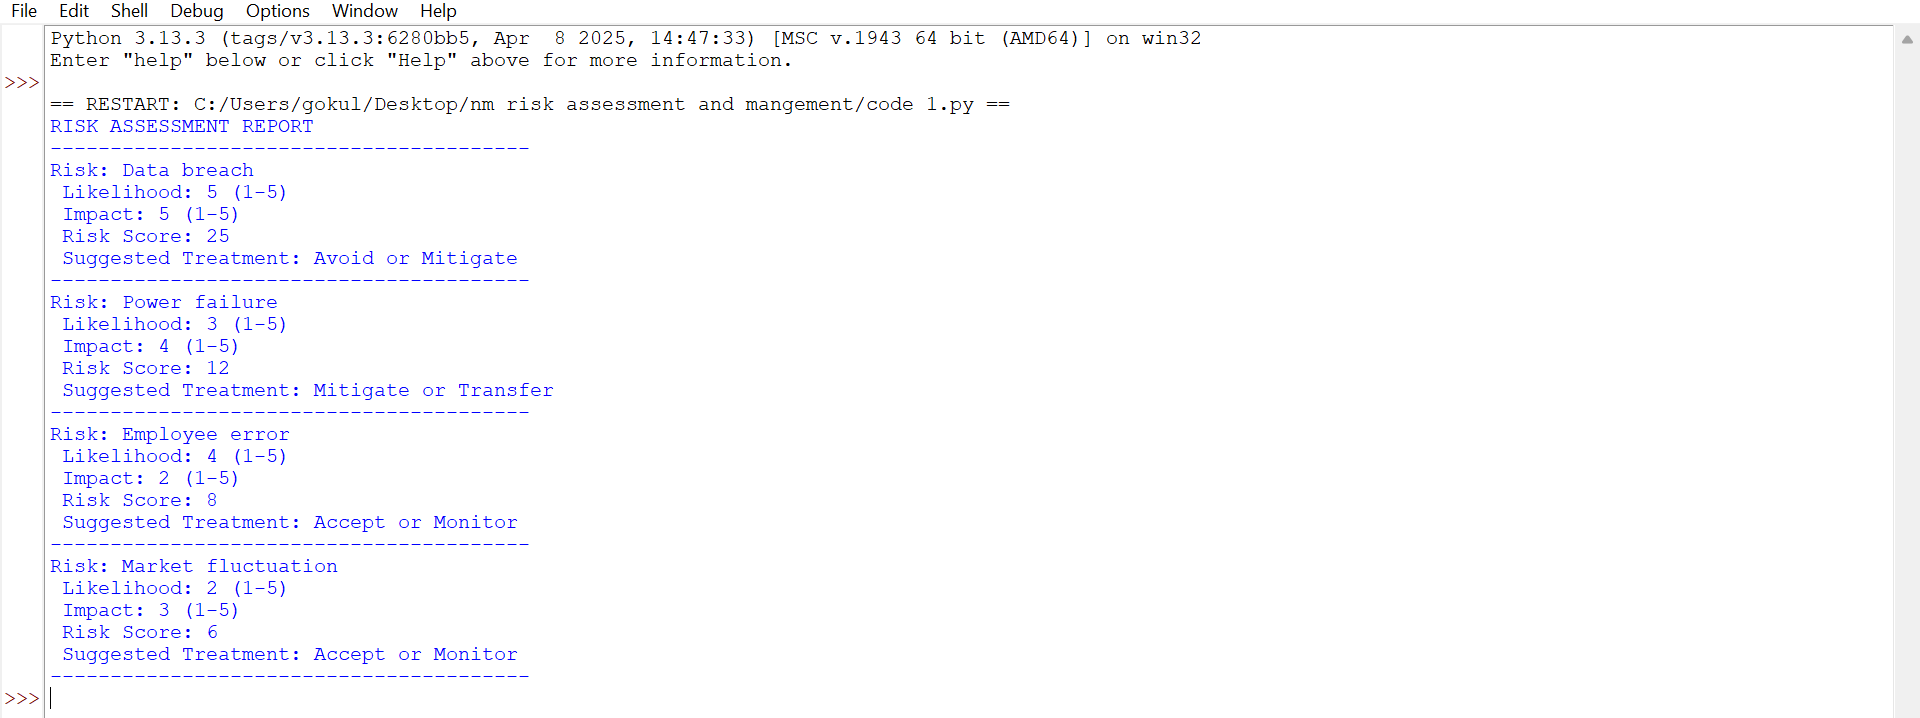 File Edit Shell Debug Options Window Help
Python 3.13.3 (tags/v3.13.3:6280bb5, Apr  8 2025, 14:47:33) [MSC v.1943 64 bit (AMD64)] on win32
Enter "help" below or click "Help" above for more information.
>>>
== RESTART: C:/Users/gokul/Desktop/nm risk assessment and mangement/code 1.py ==
RISK ASSESSMENT REPORT
----------------------------------------
Risk: Data breach
 Likelihood: 5 (1-5)
 Impact: 5 (1-5)
 Risk Score: 25
 Suggested Treatment: Avoid or Mitigate
----------------------------------------
Risk: Power failure
 Likelihood: 3 (1-5)
 Impact: 4 (1-5)
 Risk Score: 12
 Suggested Treatment: Mitigate or Transfer
----------------------------------------
Risk: Employee error
 Likelihood: 4 (1-5)
 Impact: 2 (1-5)
 Risk Score: 8
 Suggested Treatment: Accept or Monitor
----------------------------------------
Risk: Market fluctuation
 Likelihood: 2 (1-5)
 Impact: 3 (1-5)
 Risk Score: 6
 Suggested Treatment: Accept or Monitor
----------------------------------------
>>>